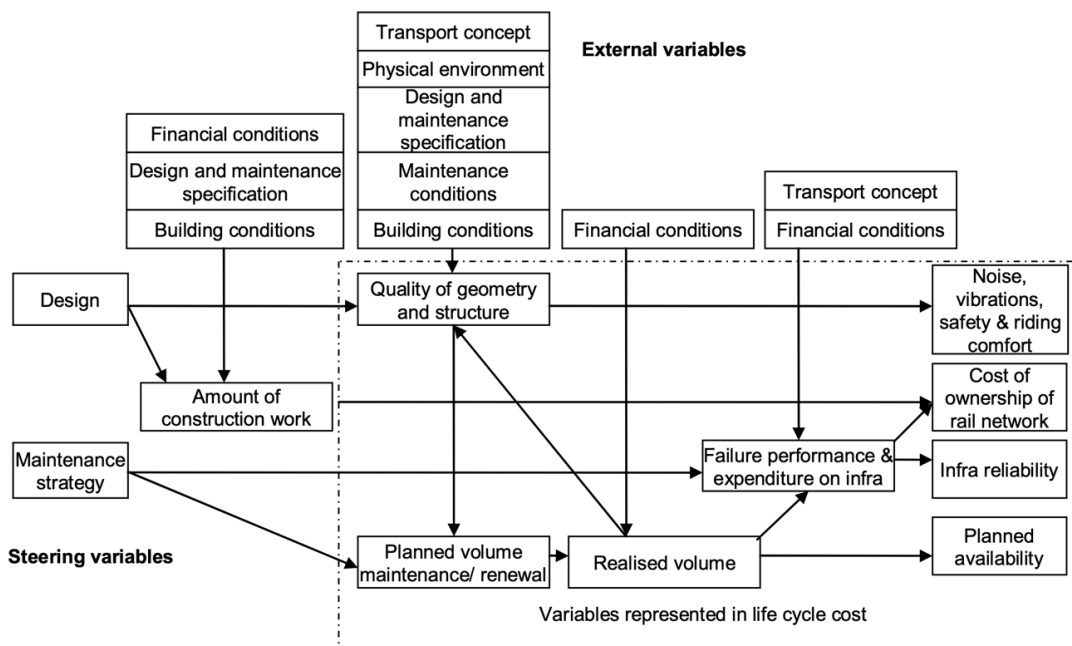 Transport concept
External variables
Physical environment
Design and
maintenance
specification
Financial conditions
Design and maintenance
specification
Maintenance
conditions
Transport concept
Building conditions
Building conditions
Financial conditions
Financial conditions
Design
Quality of geometry
and structure
Noise,
vibrations,
safety & riding
comfort
Amount of
construction work
Cost of
ownership of
rail network
Maintenance
strategy
Failure performance &
expenditure on infra
Infra reliability
Steering variables
Planned volume
maintenance/ renewal
Realised volume
Planned
availability
Variables represented in life cycle cost